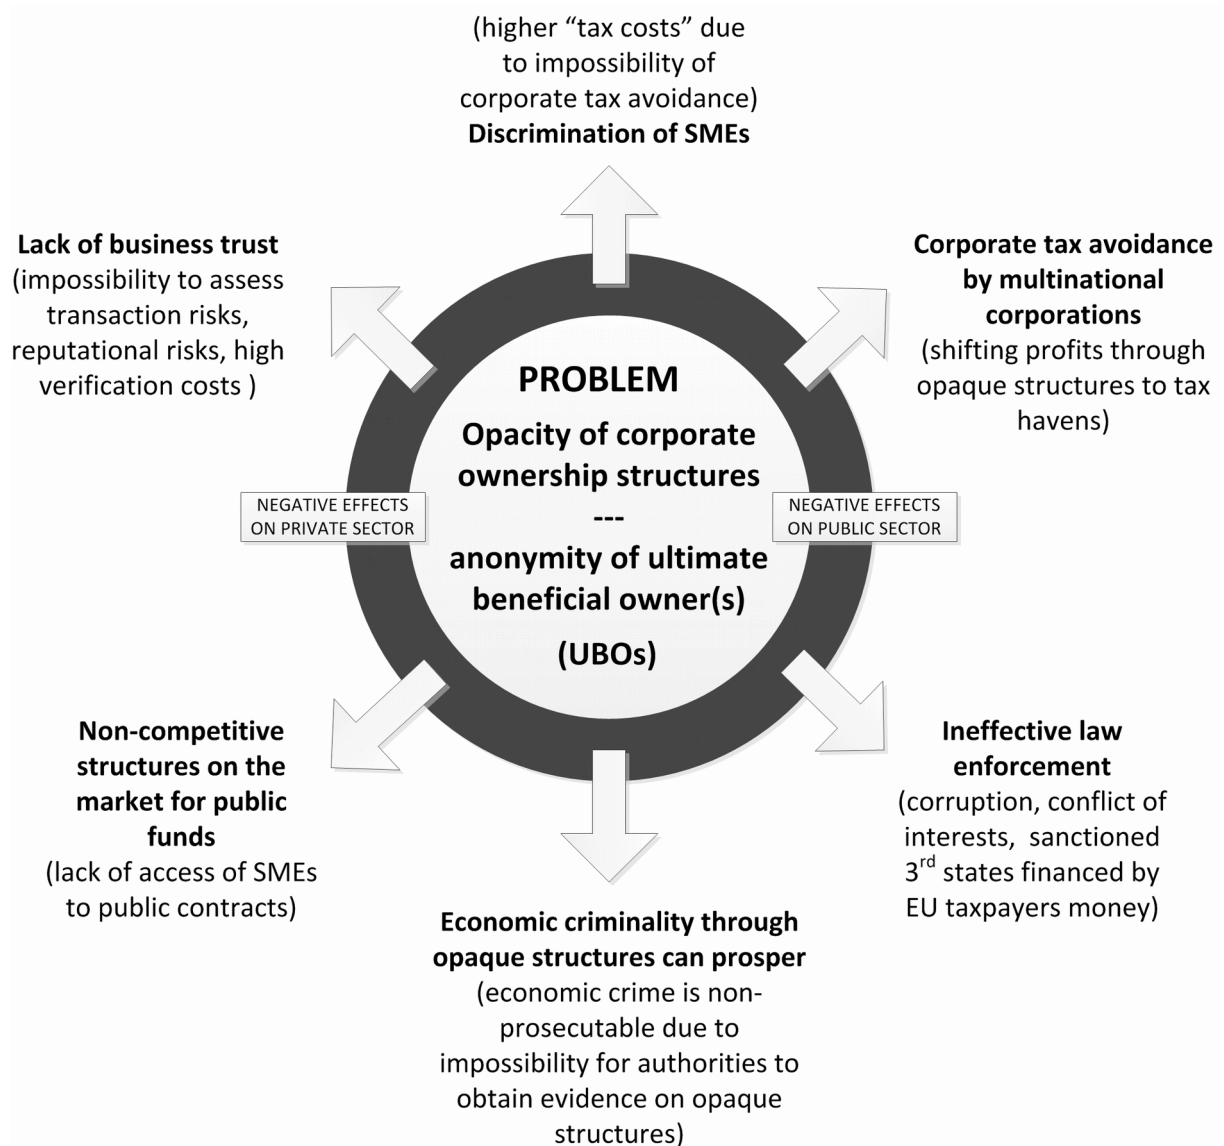 (higher “tax costs” due
to impossibility of
corporate tax avoidance)
Discrimination of SMEs
Lack of business trust
(impossibility to assess
transaction risks,
reputational risks, high
verification costs )
Corporate tax avoidance
by multinational
corporations
(shifting profits through
opaque structures to tax
havens)
PROBLEM
Opacity of corporate
ownership structures
---
anonymity of ultimate
beneficial owner(s)
(UBOs)
NEGATIVE EFFECTS
ON PRIVATE SECTOR
NEGATIVE EFFECTS
ON PUBLIC SECTOR
Non-competitive
structures on the
market for public
funds
(lack of access of SMEs
to public contracts)
Ineffective law
enforcement
(corruption, conflict of
interests, sanctioned
3rd states financed by
EU taxpayers money)
Economic criminality through
opaque structures can prosper
(economic crime is non-
prosecutable due to
impossibility for authorities to
obtain evidence on opaque
structures)